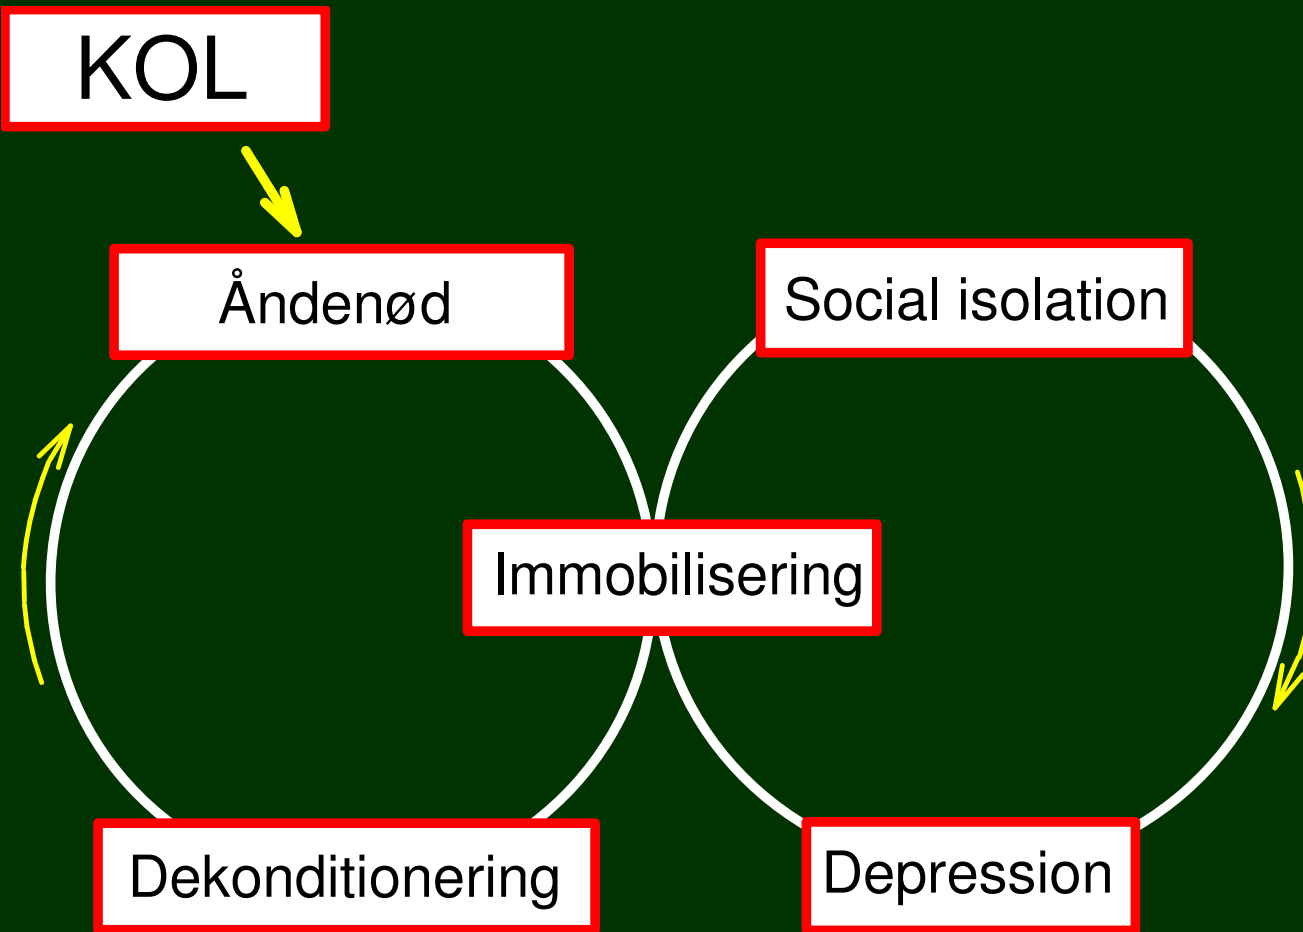 KOL
Åndenød
Social isolation
Immobilisering
Dekonditionering
Depression